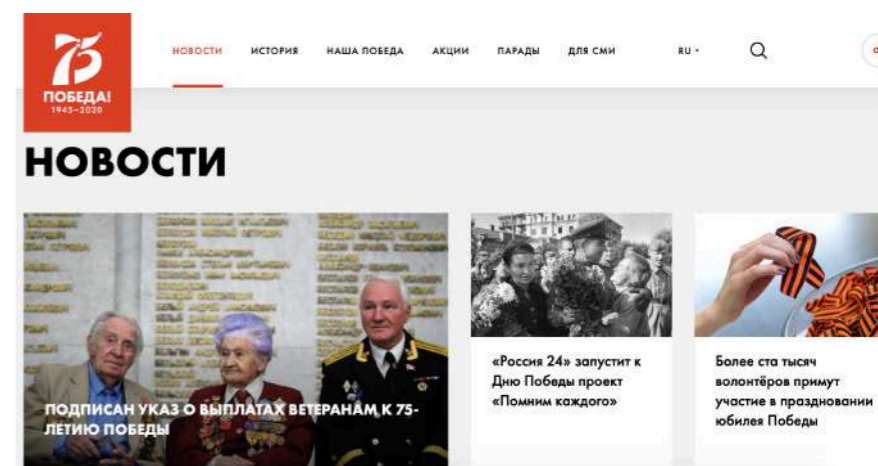 75
ПОБЕДА!
1945–2020
НОВОСТИ
ИСТОРИЯ
НАША ПОБЕДА
АКЦИИ
ПАРАДЫ
ДЛЯ СМИ
RU
НОВОСТИ
ПОДПИСАН УКАЗ О ВЫПЛАТАХ ВЕТЕРАНАМ К 75-
ЛЕТИЮ ПОБЕДЫ
«Россия 24» запустит к
Дню Победы проект
«Помним каждого»
Более ста тысяч
волонтёров примут
участие в праздновании
юбилея Победы